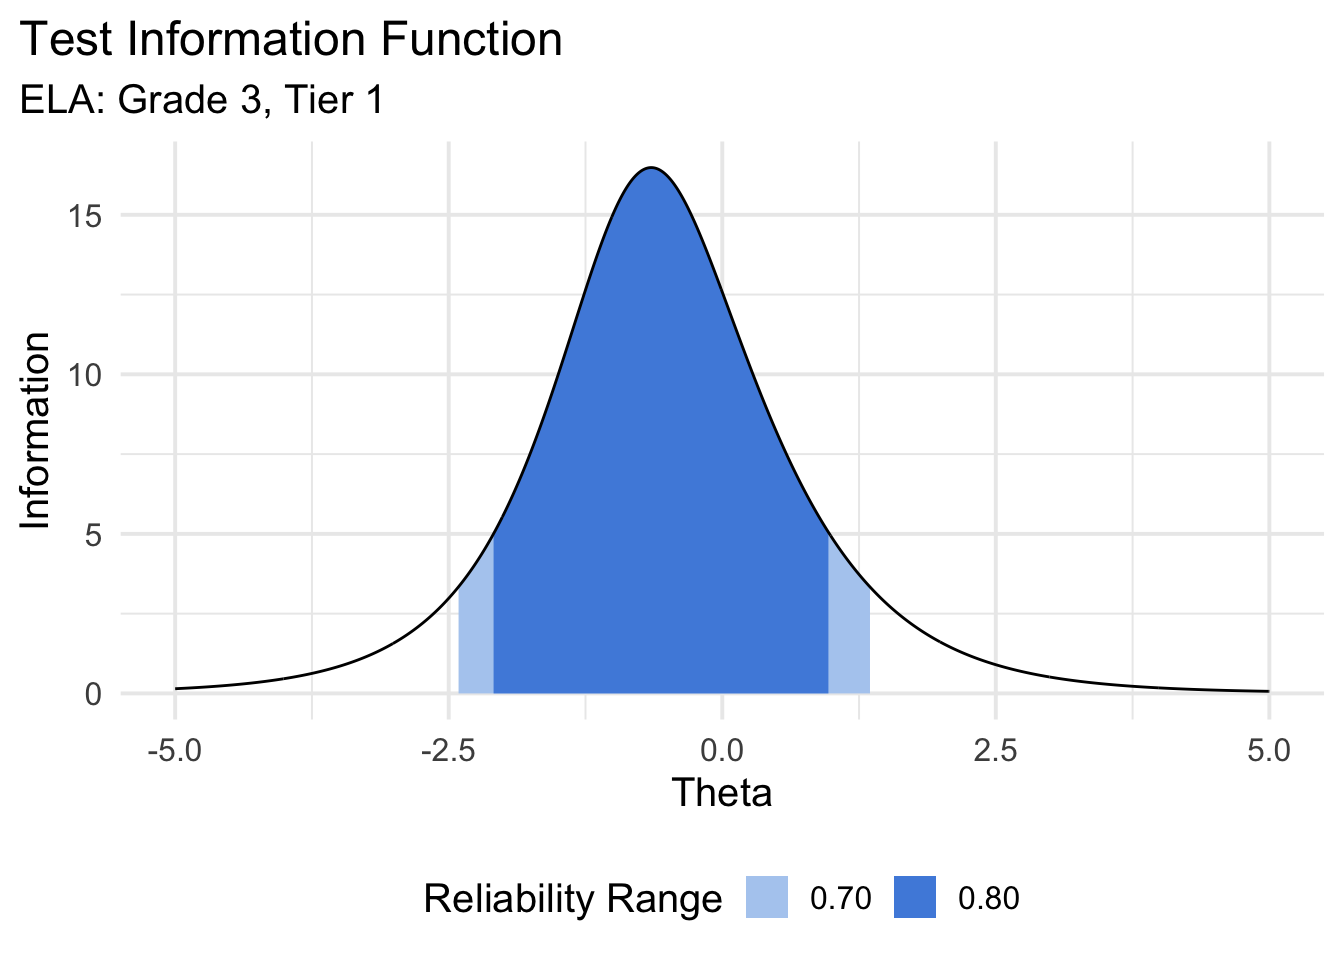 Test Information Function
ELA: Grade 3, Tier 1
Information
15
10
5
0
-5.0 -2.5 0.0 2.5 5.0
Theta
Reliability Range 0.70 0.80